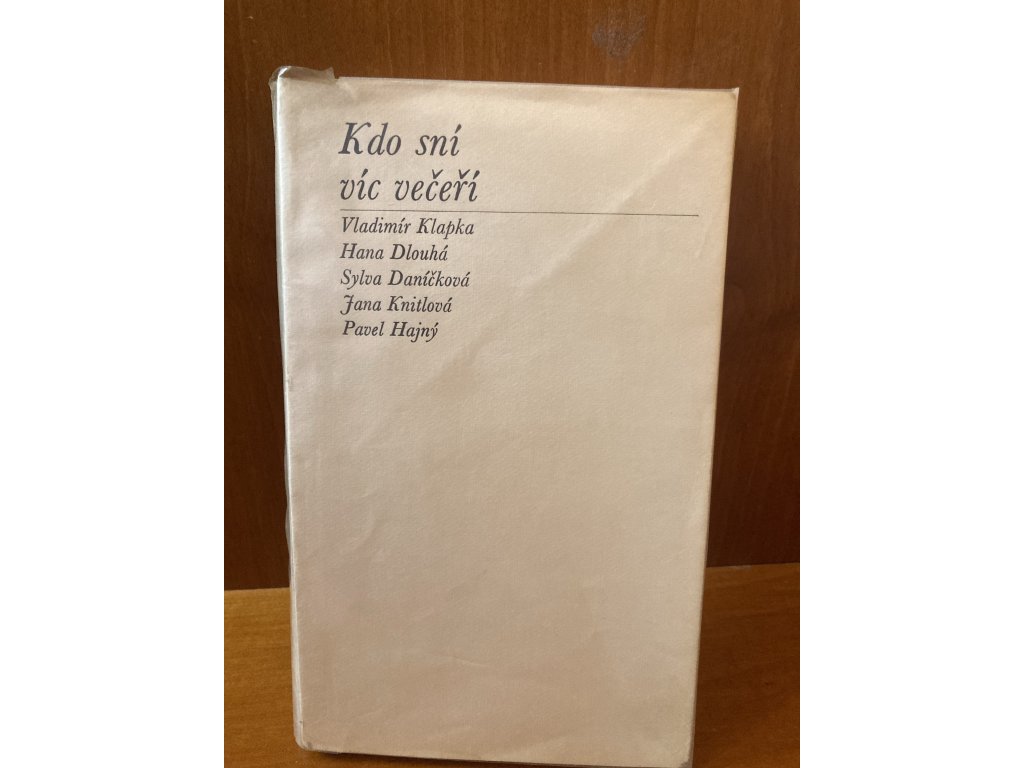 Kdo sní
víc večeří
Vladimír Klapka
Hana Dlouhá
Sylva Daníčková
Jana Knitlová
Pavel Hajný